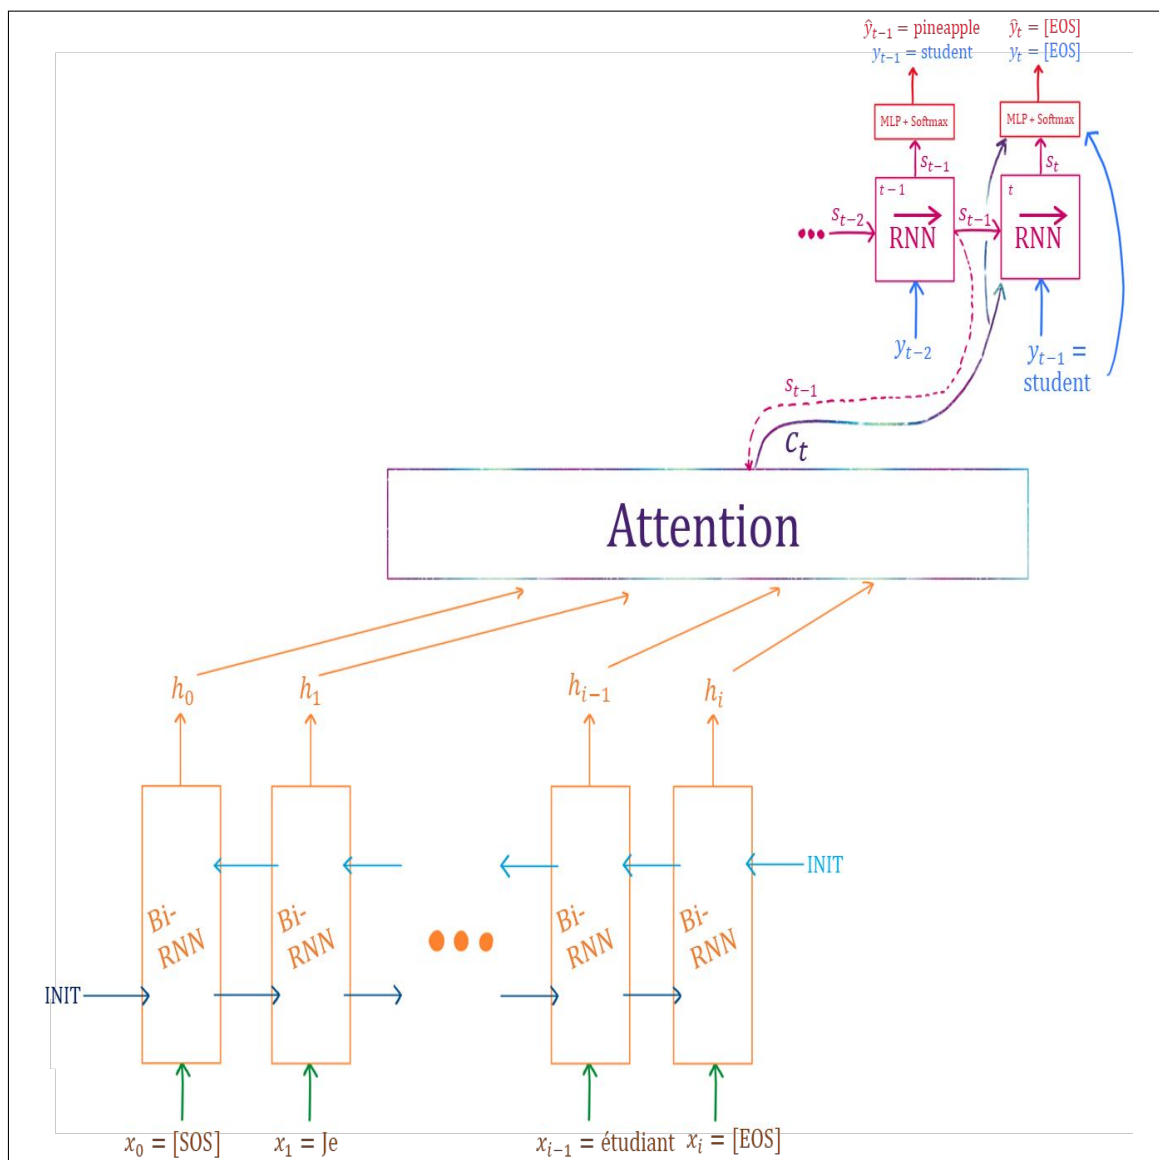 ŷₜ₋₁ = pineapple ŷₜ = [EOS]
yₜ₋₁ = student yₜ = [EOS]
MLP + Softmax MLP + Softmax
sₜ₋₁ sₜ
t − 1 t
sₜ₋₂ RNN sₜ₋₁ RNN
yₜ₋₂ yₜ₋₁ =
student
sₜ₋₁
Cₜ
Attention
h₀ h₁ hᵢ₋₁ hᵢ
INIT
Bi- Bi- Bi- Bi-
RNN RNN RNN RNN
INIT
x₀ = [SOS] x₁ = Je xᵢ₋₁ = étudiant xᵢ = [EOS]